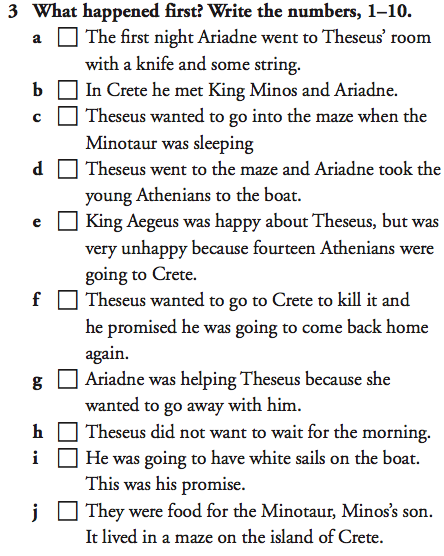 3 What happened first? Write the numbers, 1–10.
a The first night Ariadne went to Theseus’ room
with a knife and some string.
b In Crete he met King Minos and Ariadne.
c Theseus wanted to go into the maze when the
Minotaur was sleeping
d Theseus went to the maze and Ariadne took the
young Athenians to the boat.
e King Aegeus was happy about Theseus, but was
very unhappy because fourteen Athenians were
going to Crete.
f Theseus wanted to go to Crete to kill it and
he promised he was going to come back home
again.
g Ariadne was helping Theseus because she
wanted to go away with him.
h Theseus did not want to wait for the morning.
i He was going to have white sails on the boat.
This was his promise.
j They were food for the Minotaur, Minos’s son.
It lived in a maze on the island of Crete.